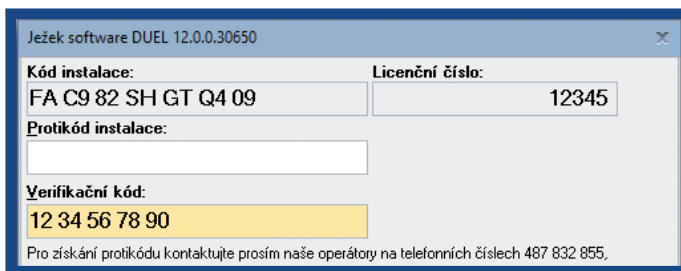 Ježek software DUEL 12.0.0.30650
Kód instalace: Licenční číslo:
FA C9 82 SH GT Q4 09 12345
Protikód instalace:
Verifikační kód:
12 34 56 78 90
Pro získání protikódu kontaktujte prosím naše operátory na telefonních číslech 487 832 855,